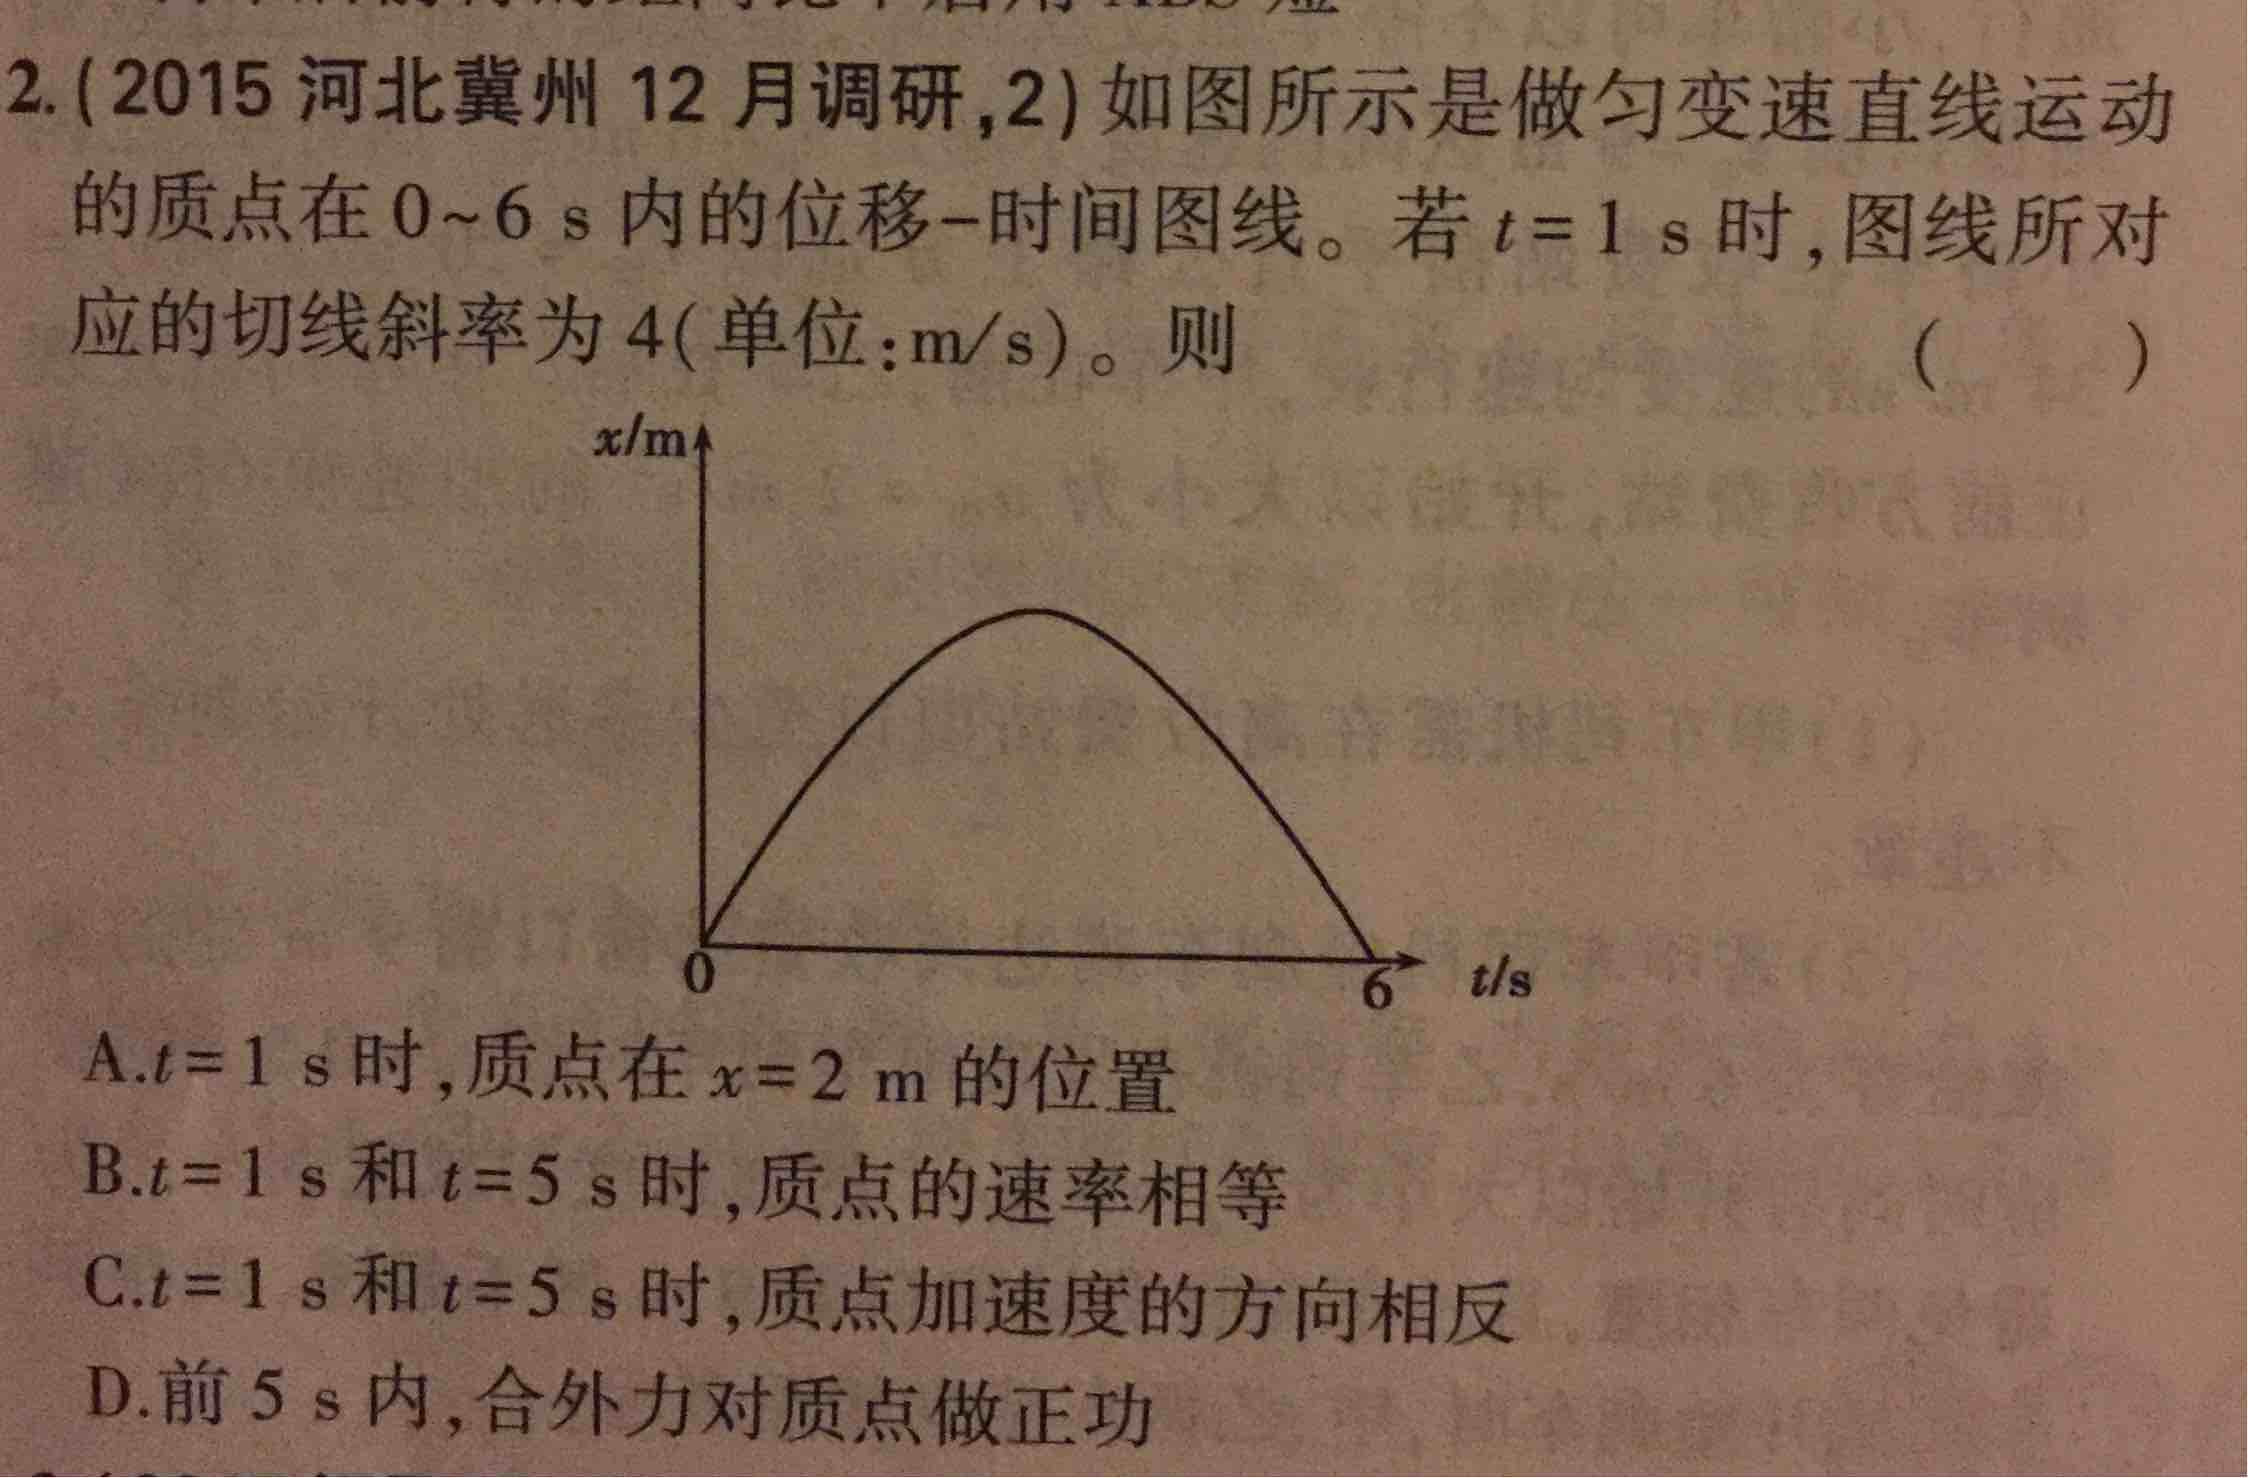 2.(2015 河北冀州 12 月调研,2)如图所示是做匀变速直线运动
的质点在 0~6 s 内的位移-时间图线。若 t=1 s 时,图线所对
应的切线斜率为 4(单位:m/s)。则 (  )
x/m
0
6
t/s
A.t=1 s 时,质点在 x=2 m 的位置
B.t=1 s 和 t=5 s 时,质点的速率相等
C.t=1 s 和 t=5 s 时,质点加速度的方向相反
D.前 5 s 内,合外力对质点做正功